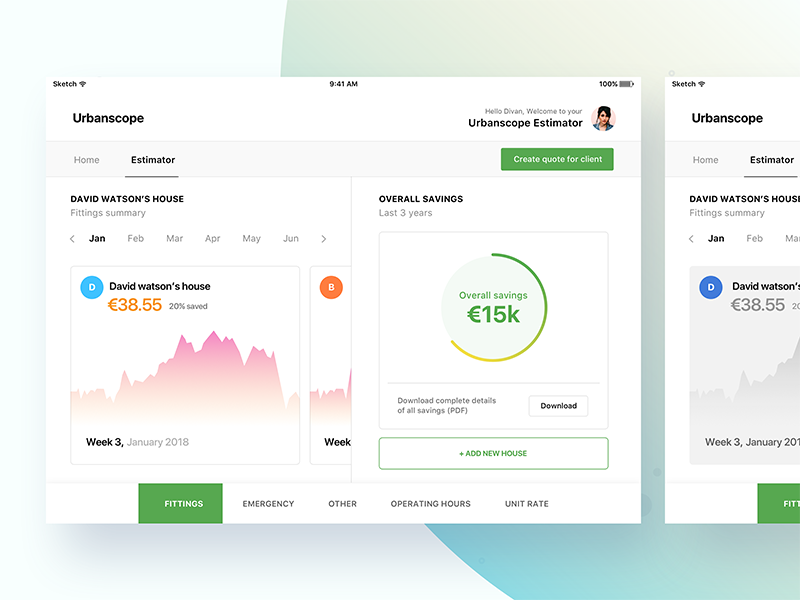 Sketch
9:41 AM
100%
Urbanscope
Hello Divan, Welcome to your
Urbanscope Estimator
Home
Estimator
Create quote for client
DAVID WATSON'S HOUSE
Fittings summary
Jan Feb Mar Apr May Jun
D
David watson's house
€38.55 20% saved
Week 3, January 2018
B
Week
OVERALL SAVINGS
Last 3 years
Overall savings
€15k
Download complete details
of all savings (PDF)
Download
+ ADD NEW HOUSE
FITTINGS
EMERGENCY
OTHER
OPERATING HOURS
UNIT RATE
Sketch
Urbanscope
Home
Estimator
DAVID WATSON'S HOUS
Fittings summary
Jan Feb Ma
D
David watson's
€38.55 20
Week 3, January 201
FITT